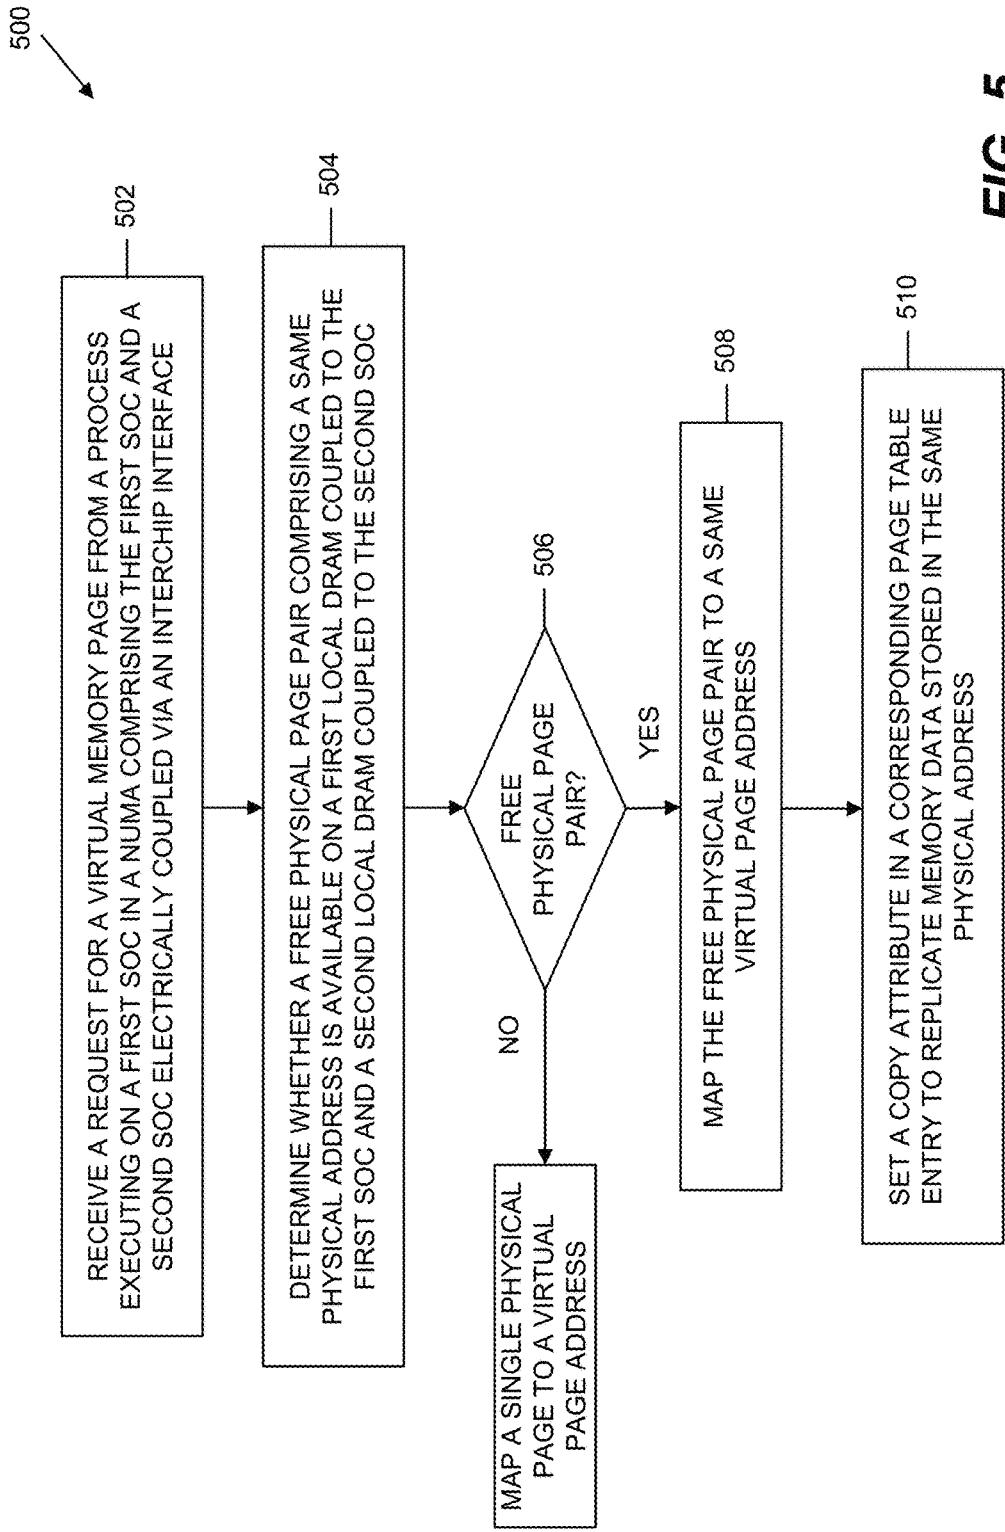 500
RECEIVE A REQUEST FOR A VIRTUAL MEMORY PAGE FROM A PROCESS
EXECUTING ON A FIRST SOC IN A NUMA COMPRISING THE FIRST SOC AND A
SECOND SOC ELECTRICALLY COUPLED VIA AN INTERCHIP INTERFACE
502
DETERMINE WHETHER A FREE PHYSICAL PAGE PAIR COMPRISING A SAME
PHYSICAL ADDRESS IS AVAILABLE ON A FIRST LOCAL DRAM COUPLED TO THE
FIRST SOC AND A SECOND LOCAL DRAM COUPLED TO THE SECOND SOC
504
FREE
PHYSICAL PAGE
PAIR?
506
NO
MAP A SINGLE PHYSICAL
PAGE TO A VIRTUAL
PAGE ADDRESS
YES
MAP THE FREE PHYSICAL PAGE PAIR TO A SAME
VIRTUAL PAGE ADDRESS
508
SET A COPY ATTRIBUTE IN A CORRESPONDING PAGE TABLE
ENTRY TO REPLICATE MEMORY DATA STORED IN THE SAME
PHYSICAL ADDRESS
510
FIG. 5